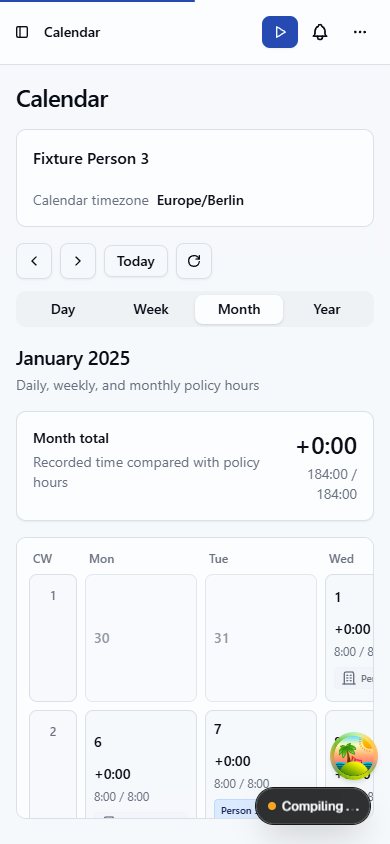 Calendar
Calendar
Fixture Person 3
Calendar timezone Europe/Berlin
Today
Day Week Month Year
January 2025
Daily, weekly, and monthly policy hours
Month total
Recorded time compared with policy
hours
+0:00
184:00 /
184:00
CW Mon Tue Wed
1
30
31
1
+0:00
8:00 / 8
2
6
+0:00
8:00 / 8:00
7
+0:00
8:00 / 8:00
Person
Compiling ...